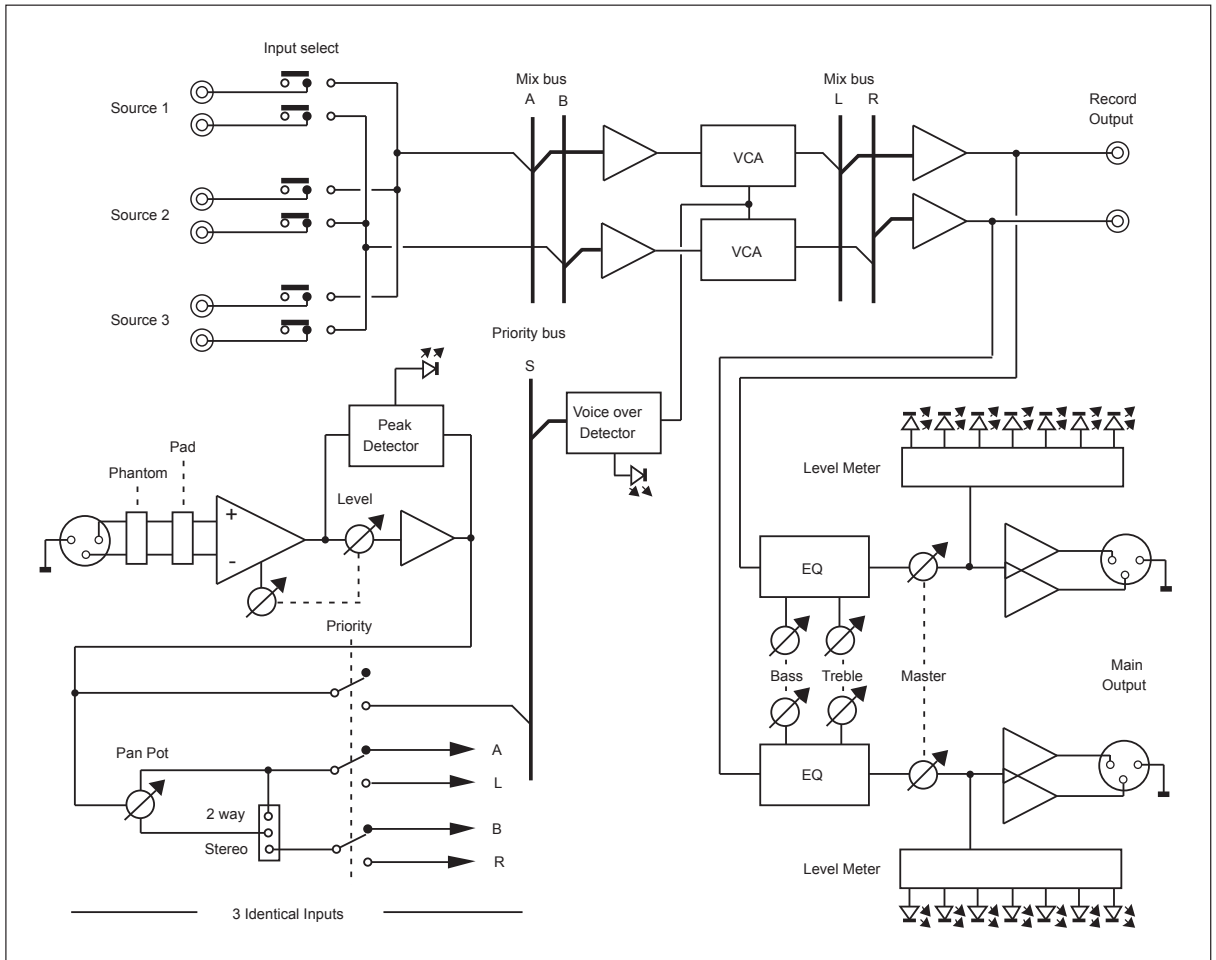 Input select
Source 1
Source 2
Source 3
Mix bus
A B
VCA
VCA
Mix bus
L R
Record
Output
Priority bus
S
Peak
Detector
Voice over
Detector
Phantom
Pad
+
-
Level
Priority
Pan Pot
2 way
Stereo
A
L
B
R
3 Identical Inputs
Level Meter
EQ
Bass Treble Master
Main
Output
EQ
Level Meter